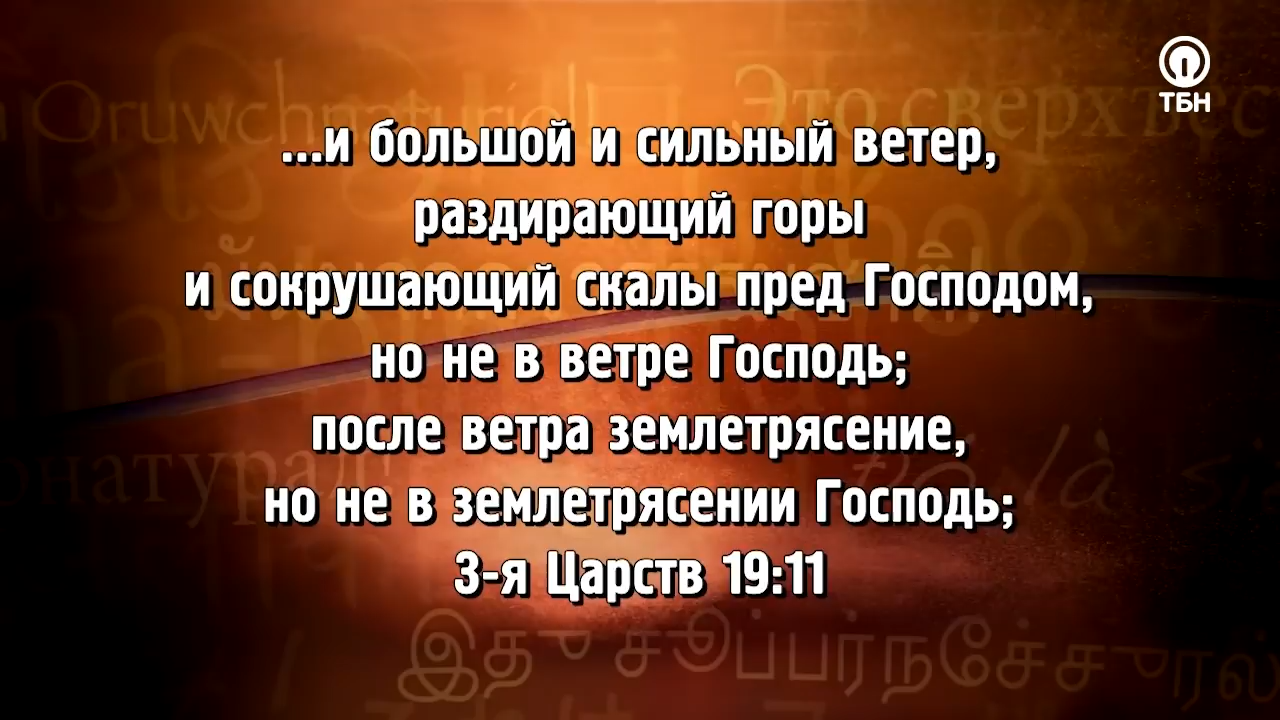 ТБН
...и большой и сильный ветер,
раздирающий горы
и сокрушающий скалы пред Господом,
но не в ветре Господь;
после ветра землетрясение,
но не в землетрясении Господь;
3-я Царств 19:11